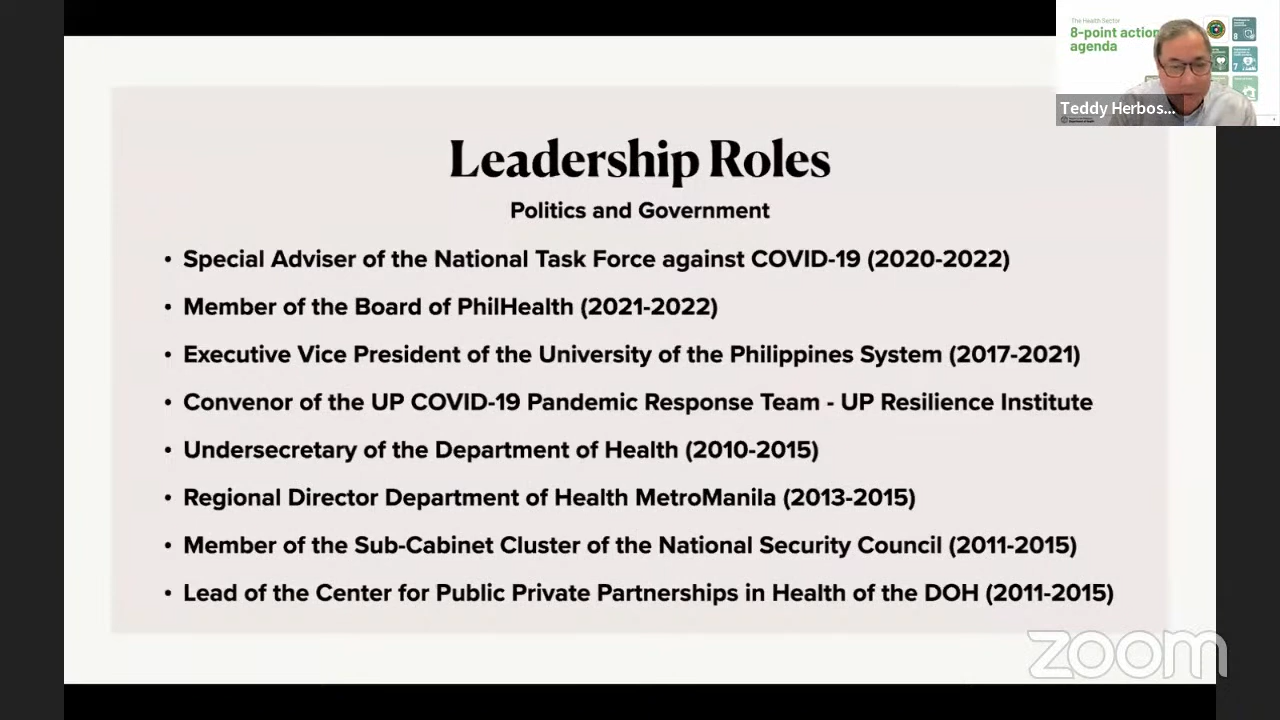 The Health Sector
8-point action
agenda
8
7
Teddy Herbos...
Leadership Roles
Politics and Government
• Special Adviser of the National Task Force against COVID-19 (2020-2022)
• Member of the Board of PhilHealth (2021-2022)
• Executive Vice President of the University of the Philippines System (2017-2021)
• Convenor of the UP COVID-19 Pandemic Response Team - UP Resilience Institute
• Undersecretary of the Department of Health (2010-2015)
• Regional Director Department of Health MetroManila (2013-2015)
• Member of the Sub-Cabinet Cluster of the National Security Council (2011-2015)
• Lead of the Center for Public Private Partnerships in Health of the DOH (2011-2015)
zoom